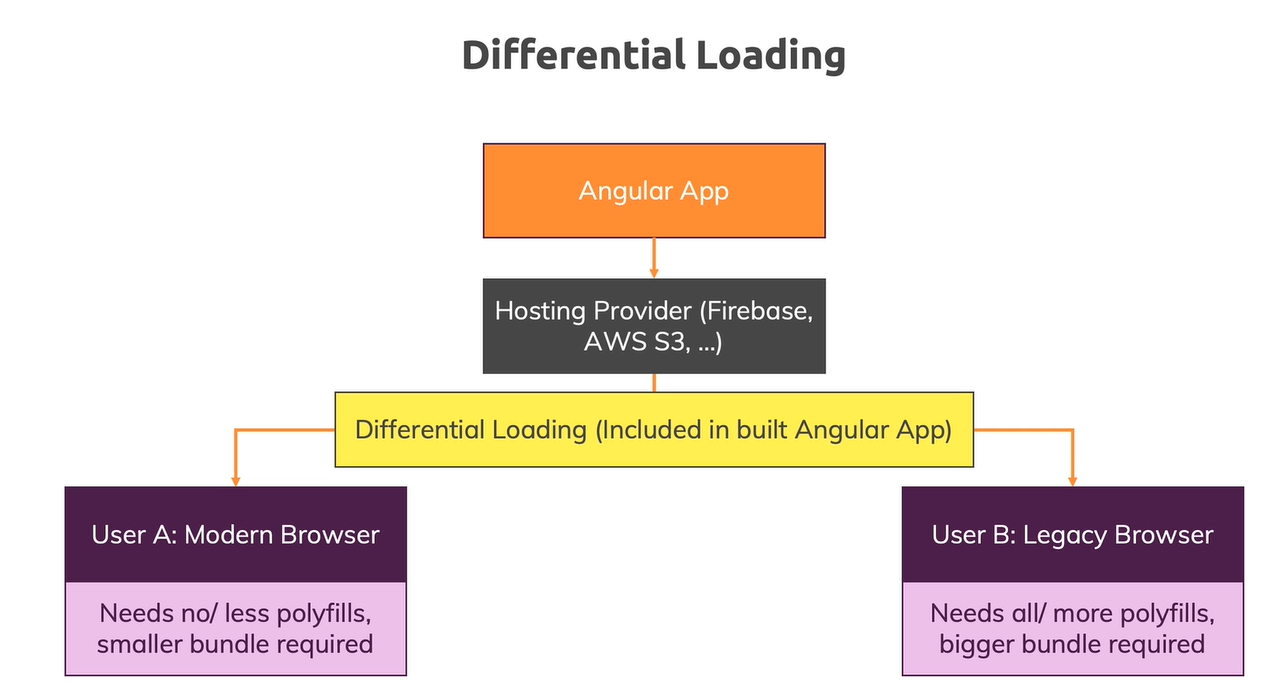 Differential Loading
Angular App
Hosting Provider (Firebase,
AWS S3, ...)
Differential Loading (Included in built Angular App)
User A: Modern Browser
Needs no/ less polyfills,
smaller bundle required
User B: Legacy Browser
Needs all/ more polyfills,
bigger bundle required